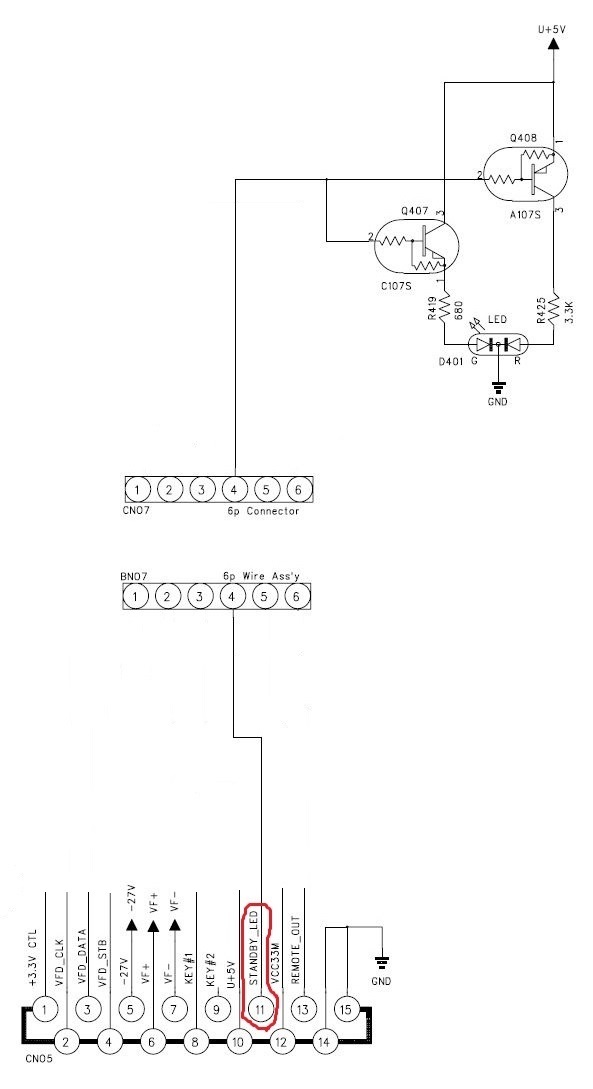 U+5V
Q408
1
2
A107S
3
Q407
3
2
C107S
1
R419
680
R425
3.3K
LED
D401 G R
GND
1 2 3 4 5 6
CN07 6p Connector
BN07 6p Wire Ass'y
1 2 3 4 5 6
+3.3V CTL
VFD_CLK
VFD_DATA
VFD_STB
-27V
-27V
VF+
VF+
VF-
VF-
KEY#1
KEY#2
U+5V
STANDBY_LED
VCC33M
REMOTE_OUT
GND
1 3 5 7 9 11 13 15
2 4 6 8 10 12 14
CN05